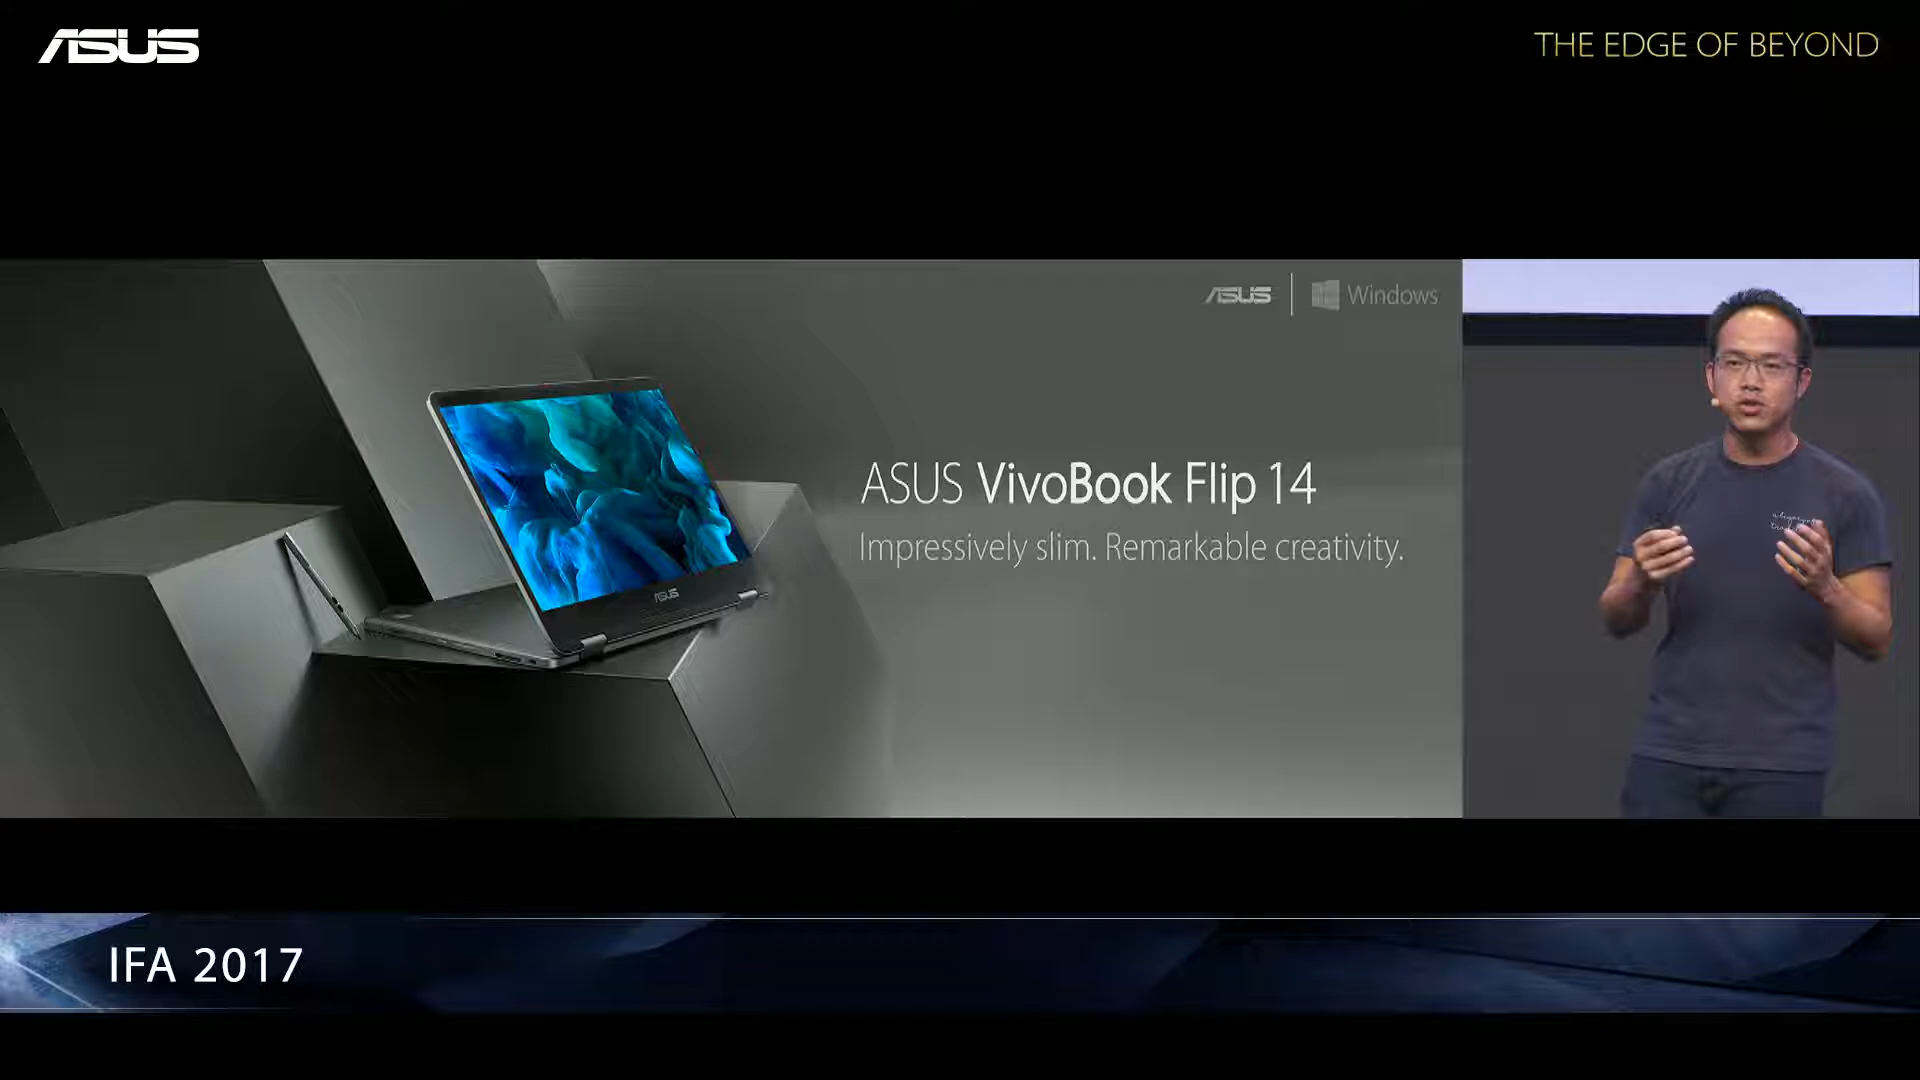 ASUS
THE EDGE OF BEYOND
ASUS | Windows
ASUS VivoBook Flip 14
Impressively slim. Remarkable creativity.
ASUS
IFA 2017